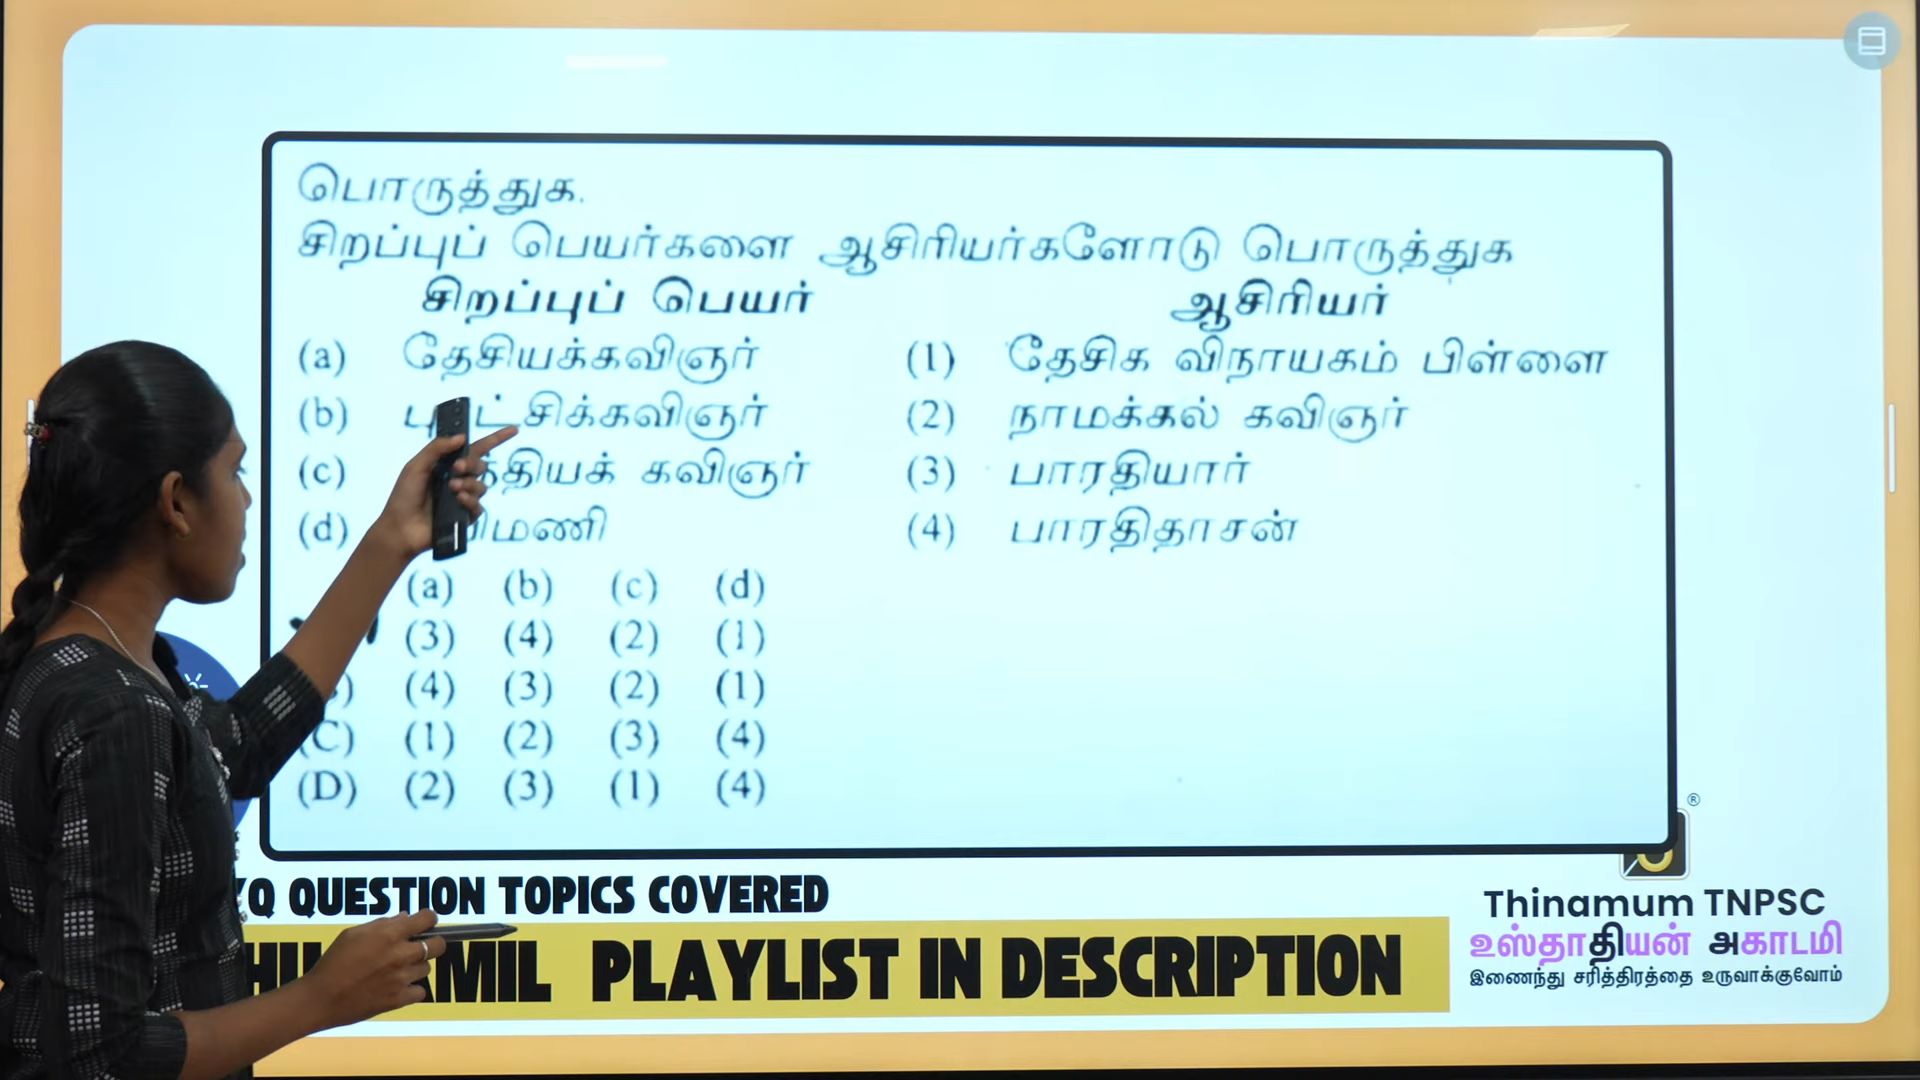 பொருத்துக.
சிறப்புப் பெயர்களை ஆசிரியர்களோடு பொருத்துக
சிறப்புப் பெயர் ஆசிரியர்
(a) தேசியக்கவிஞர் (1) தேசிக விநாயகம் பிள்ளை
(b) (2) நாமக்கல் கவிஞர்
(c) கவிஞர் (3) பாரதியார்
(d) (4) பாரதிதாசன்
(a) (b) (c) (d)
(3) (4) (2) (1)
(4) (3) (2) (1)
(C) (1) (2) (3) (4)
(D) (2) (3) (1) (4)
QUESTION TOPICS COVERED
PLAYLIST IN DESCRIPTION
®
Thinamum TNPSC
உஸ்தாதியன் அகாடமி
இணைந்து சரித்திரத்தை உருவாக்குவோம்